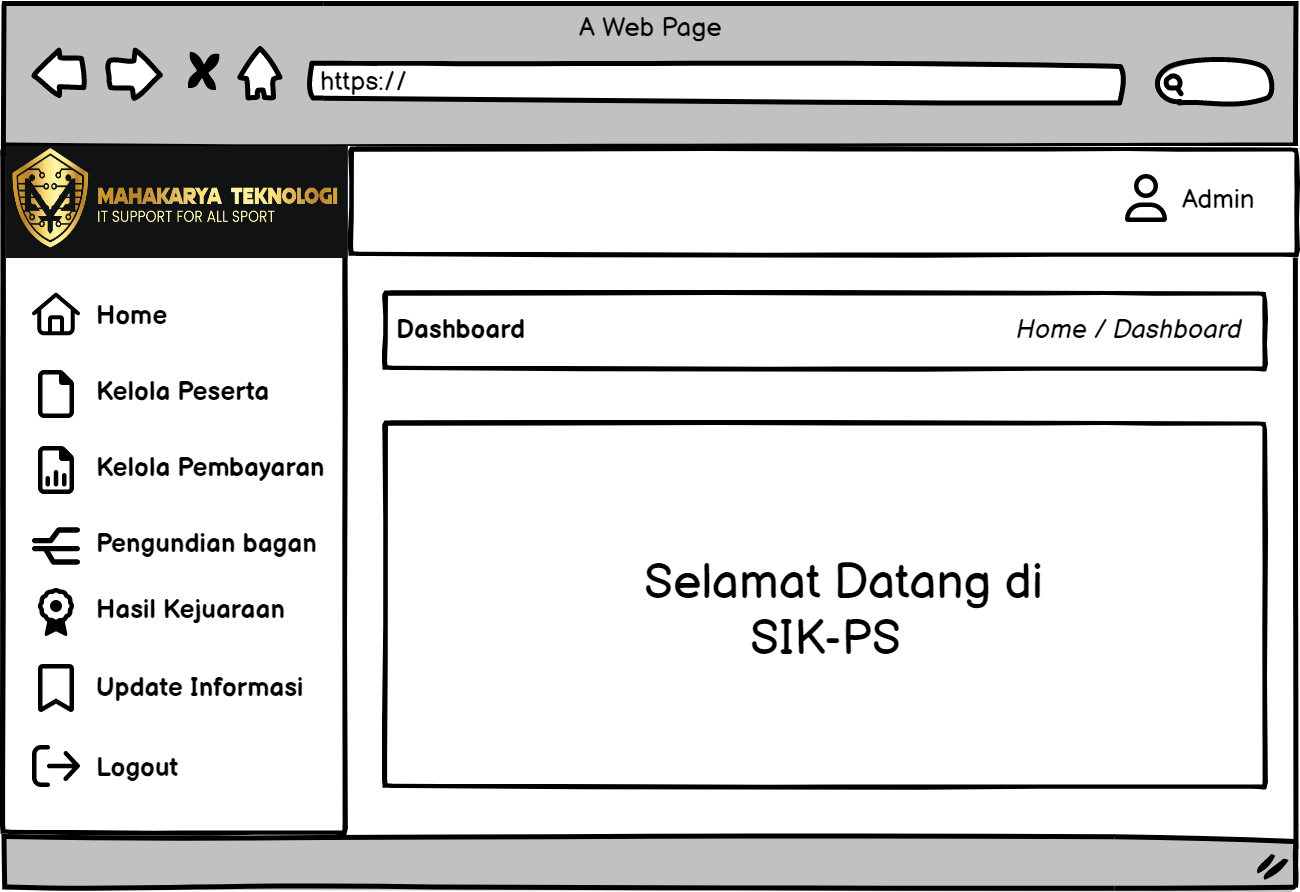 A Web Page
https://
MAHAKARYA TEKNOLOGI
IT SUPPORT FOR ALL SPORT
Admin
Home
Kelola Peserta
Kelola Pembayaran
Pengundian bagan
Hasil Kejuaraan
Update Informasi
Logout
Dashboard
Home / Dashboard
Selamat Datang di
SIK-PS